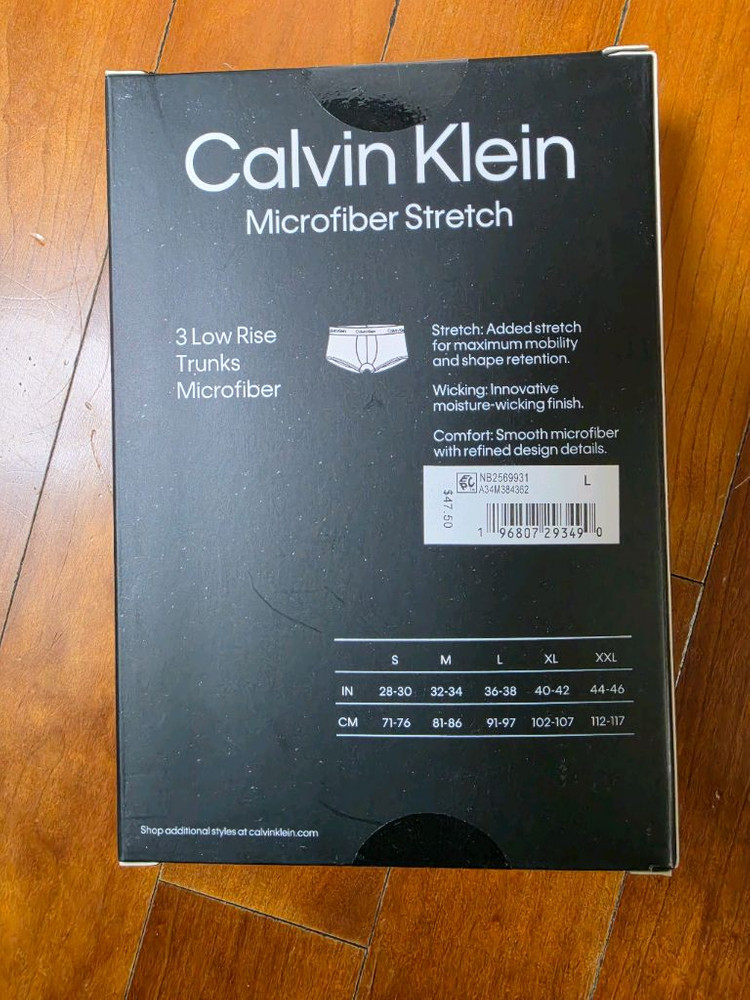 Calvin Klein
Microfiber Stretch
3 Low Rise
Trunks
Microfiber
Calvin Klein
Stretch: Added stretch
for maximum mobility
and shape retention.
Wicking: Innovative
moisture-wicking finish.
Comfort: Smooth microfiber
with refined design details.
NB2569931
A34M384362
L
$47.50
1 96807 29349 0
S M L XL XXL
IN 28-30 32-34 36-38 40-42 44-46
CM 71-76 81-86 91-97 102-107 112-117
Shop additional styles at calvinklein.com